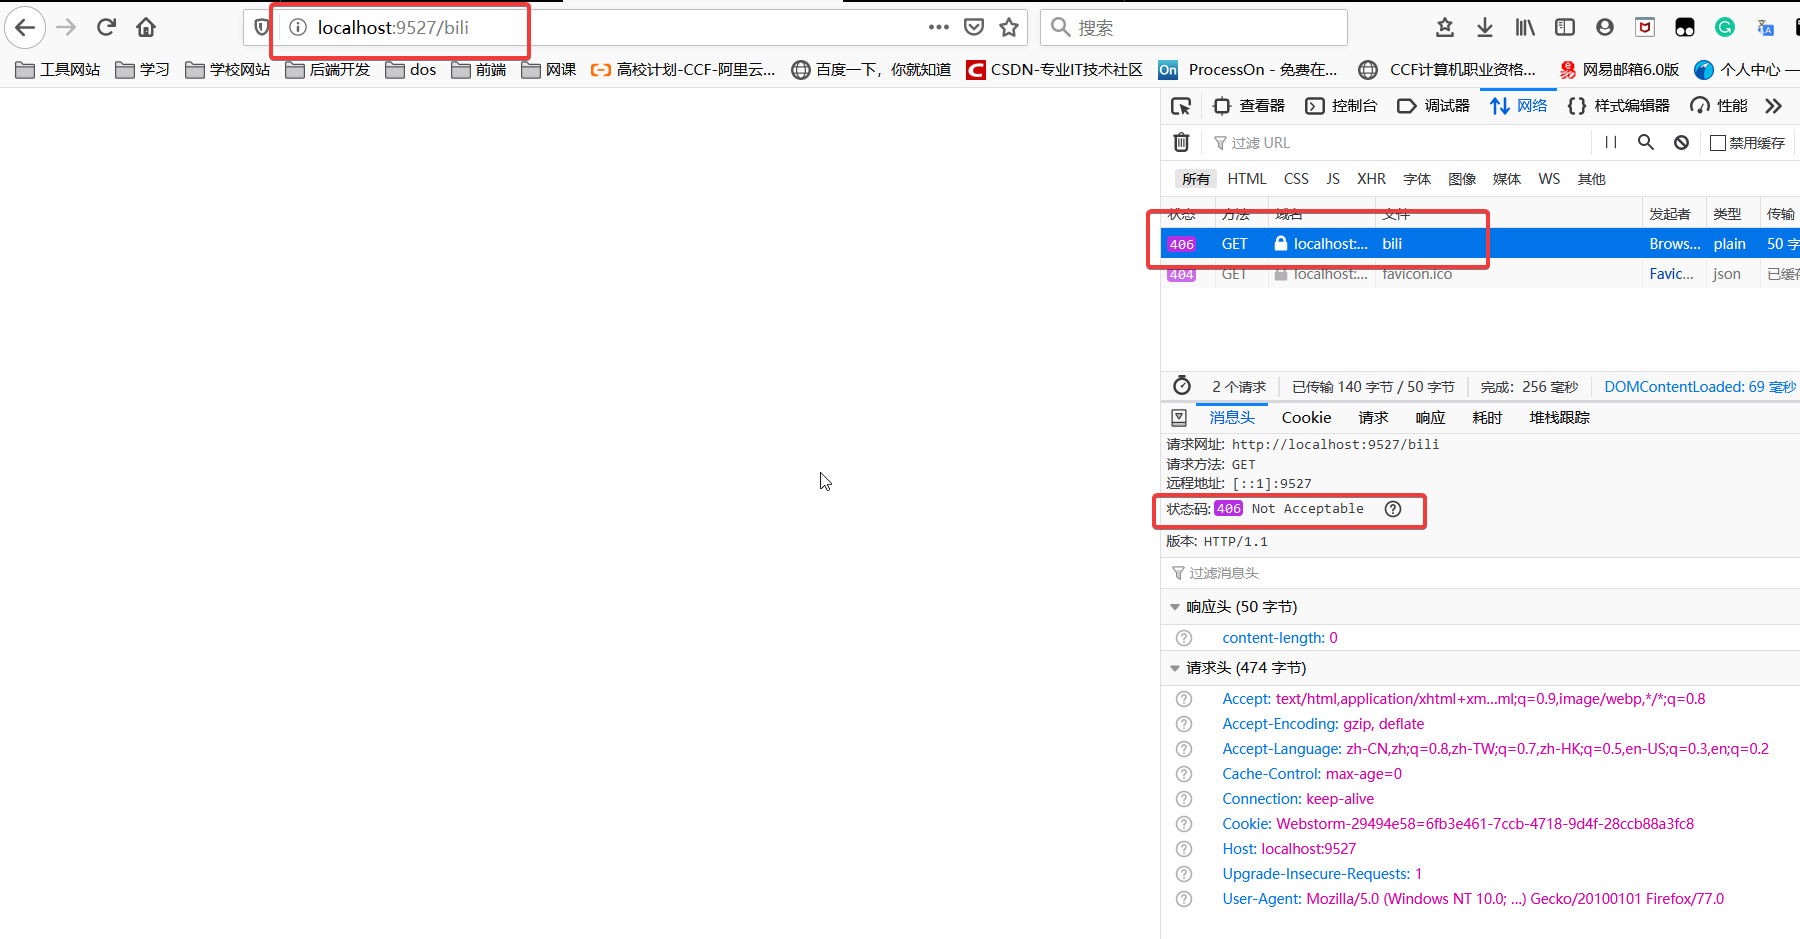 localhost:9527/bili
搜索
工具网站 学习 学校网站 后端开发 dos 前端 网课 高校计划-CCF-阿里云... 百度一下，你就知道 CSDN-专业IT技术社区 On ProcessOn - 免费在... CCF计算机职业资格... 网易邮箱6.0版 个人中心 —
查看器 控制台 调试器 网络 样式编辑器 性能
过滤 URL 禁用缓存
所有 HTML CSS JS XHR 字体 图像 媒体 WS 其他
状态 方法 域名 文件 发起者 类型 传输
406 GET localhost:... bili Brows... plain 50 字
404 GET localhost:... favicon.ico Favic... json 已缓存
2 个请求 已传输 140 字节 / 50 字节 完成：256 毫秒 DOMContentLoaded: 69 毫秒
消息头 Cookie 请求 响应 耗时 堆栈跟踪
请求网址: http://localhost:9527/bili
请求方法: GET
远程地址: [::1]:9527
状态码: 406 Not Acceptable
版本: HTTP/1.1
过滤消息头
响应头 (50 字节)
content-length: 0
请求头 (474 字节)
Accept: text/html,application/xhtml+xm...ml;q=0.9,image/webp,*/*;q=0.8
Accept-Encoding: gzip, deflate
Accept-Language: zh-CN,zh;q=0.8,zh-TW;q=0.7,zh-HK;q=0.5,en-US;q=0.3,en;q=0.2
Cache-Control: max-age=0
Connection: keep-alive
Cookie: Webstorm-29494e58=6fb3e461-7ccb-4718-9d4f-28ccb88a3fc8
Host: localhost:9527
Upgrade-Insecure-Requests: 1
User-Agent: Mozilla/5.0 (Windows NT 10.0; ...) Gecko/20100101 Firefox/77.0